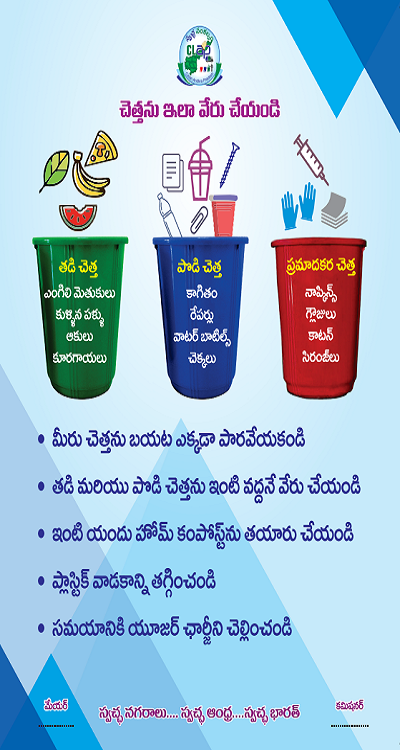 చెత్తను ఇలా వేరు చేయండి
తడి చెత్త
ఎంగిలి మెతుకులు
కుళ్ళిన పళ్ళు
ఆకులు
కూరగాయలు
పొడి చెత్త
కాగితం
రేపర్లు
వాటర్ బాటిల్స్
చెక్కలు
ప్రమాదకర చెత్త
నాప్కిన్స్
గ్లౌజులు
కాటన్
సిరంజీలు
• మీరు చెత్తను బయట ఎక్కడా పారవేయకండి
• తడి మరియు పొడి చెత్తను ఇంటి వద్దనే వేరు చేయండి
• ఇంటి యందు హోమ్ కంపోస్ట్‌ను తయారు చేయండి
• ప్లాస్టిక్ వాడకాన్ని తగ్గించండి
• సమయానికి యూజర్ ఛార్జీని చెల్లించండి
మేయర్
స్వచ్ఛ నగరాలు.... స్వచ్ఛ ఆంధ్ర....స్వచ్ఛ భారత్
కమిషనర్